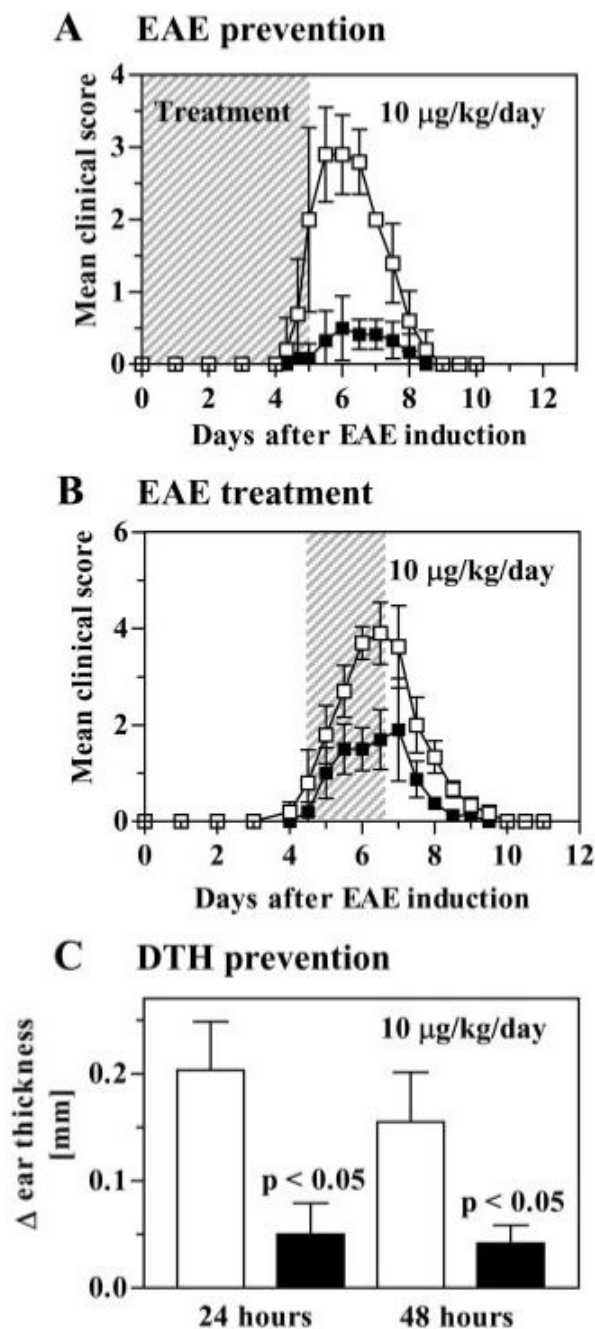 A EAE prevention
4
Treatment 10 μg/kg/day
3
2
1
0
Mean clinical score
0 2 4 6 8 10 12
Days after EAE induction
B EAE treatment
6
10 μg/kg/day
4
2
0
Mean clinical score
0 2 4 6 8 10 12
Days after EAE induction
C DTH prevention
10 μg/kg/day
0.2
0.1
0.0
Δ ear thickness
[mm]
p < 0.05
p < 0.05
24 hours 48 hours